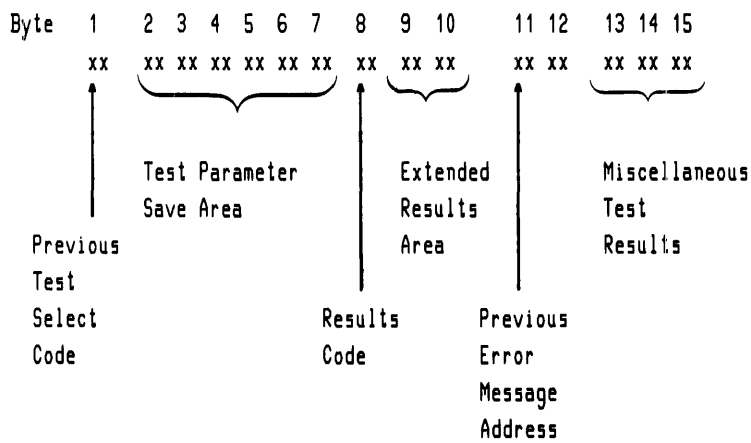 Byte 1 2 3 4 5 6 7 8 9 10 11 12 13 14 15
xx xx xx xx xx xx xx xx xx xx xx xx xx xx xx
Test Parameter
Save Area
Extended
Results
Area
Miscellaneous
Test
Results
Previous
Test
Select
Code
Results
Code
Previous
Error
Message
Address